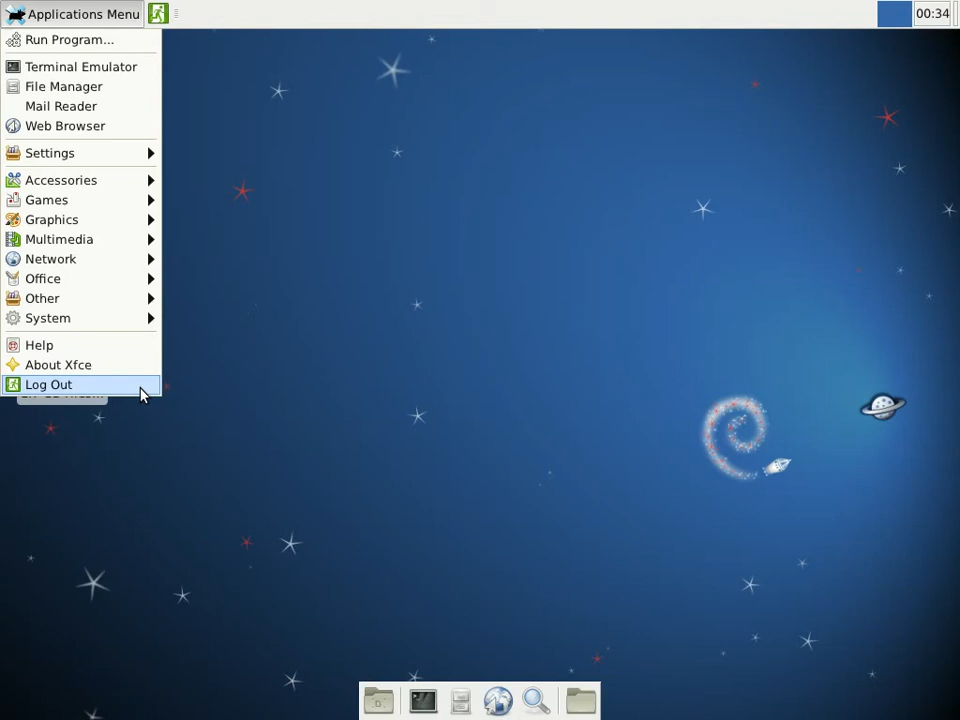 Applications Menu
00:34
Run Program...
Terminal Emulator
File Manager
Mail Reader
Web Browser
Settings
Accessories
Games
Graphics
Multimedia
Network
Office
Other
System
Help
About Xfce
Log Out